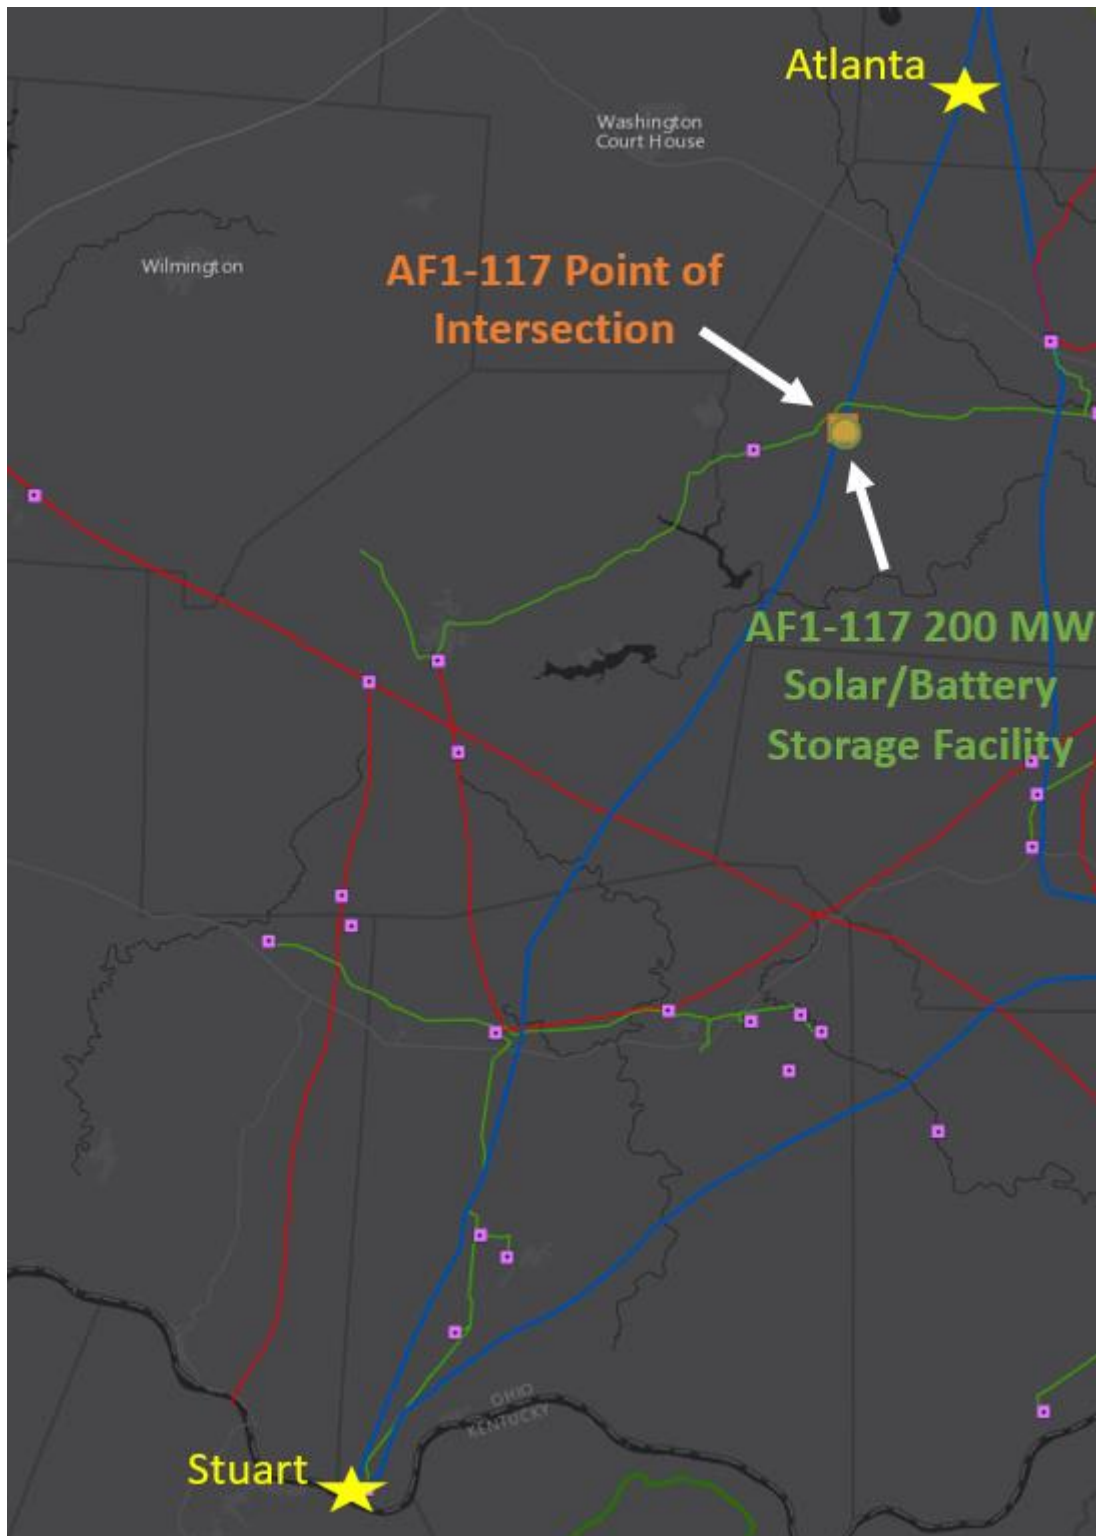 Atlanta
Washington
Court House
Wilmington
AF1-117 Point of
Intersection
AF1-117 200 MW
Solar/Battery
Storage Facility
OHIO
KENTUCKY
Stuart